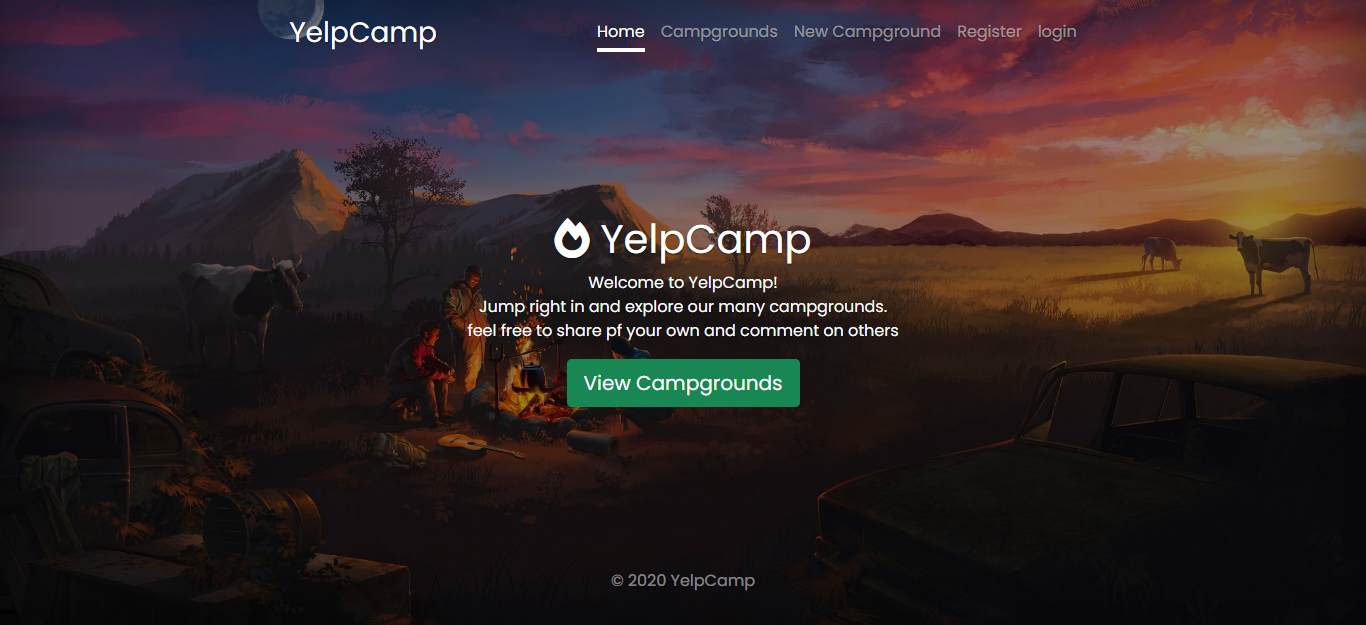 YelpCamp
Home Campgrounds New Campground Register login
YelpCamp
Welcome to YelpCamp!
Jump right in and explore our many campgrounds.
feel free to share pf your own and comment on others
View Campgrounds
© 2020 YelpCamp